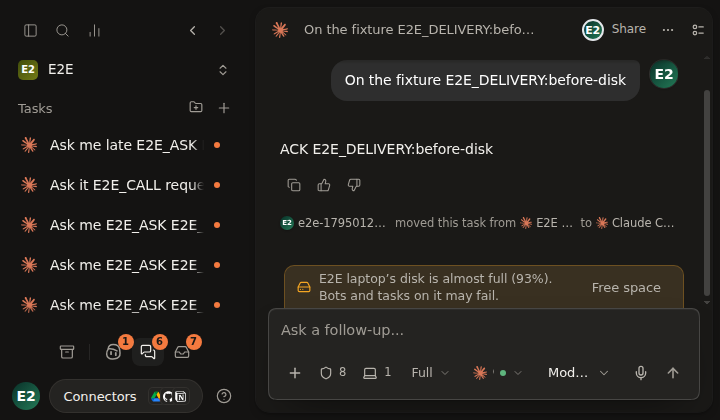 On the fixture E2E_DELIVERY:befo...
E2 Share
E2 E2E
Tasks
Ask me late E2E_ASK
Ask it E2E_CALL reque
Ask me E2E_ASK E2E_
Ask me E2E_ASK E2E_
Ask me E2E_ASK E2E_
1 6 7
E2 Connectors
On the fixture E2E_DELIVERY:before-disk
E2
ACK E2E_DELIVERY:before-disk
E2 e2e-1795012... moved this task from E2E ... to Claude C...
E2E laptop's disk is almost full (93%).
Bots and tasks on it may fail.
Free space
Ask a follow-up...
8 1 Full Mod...